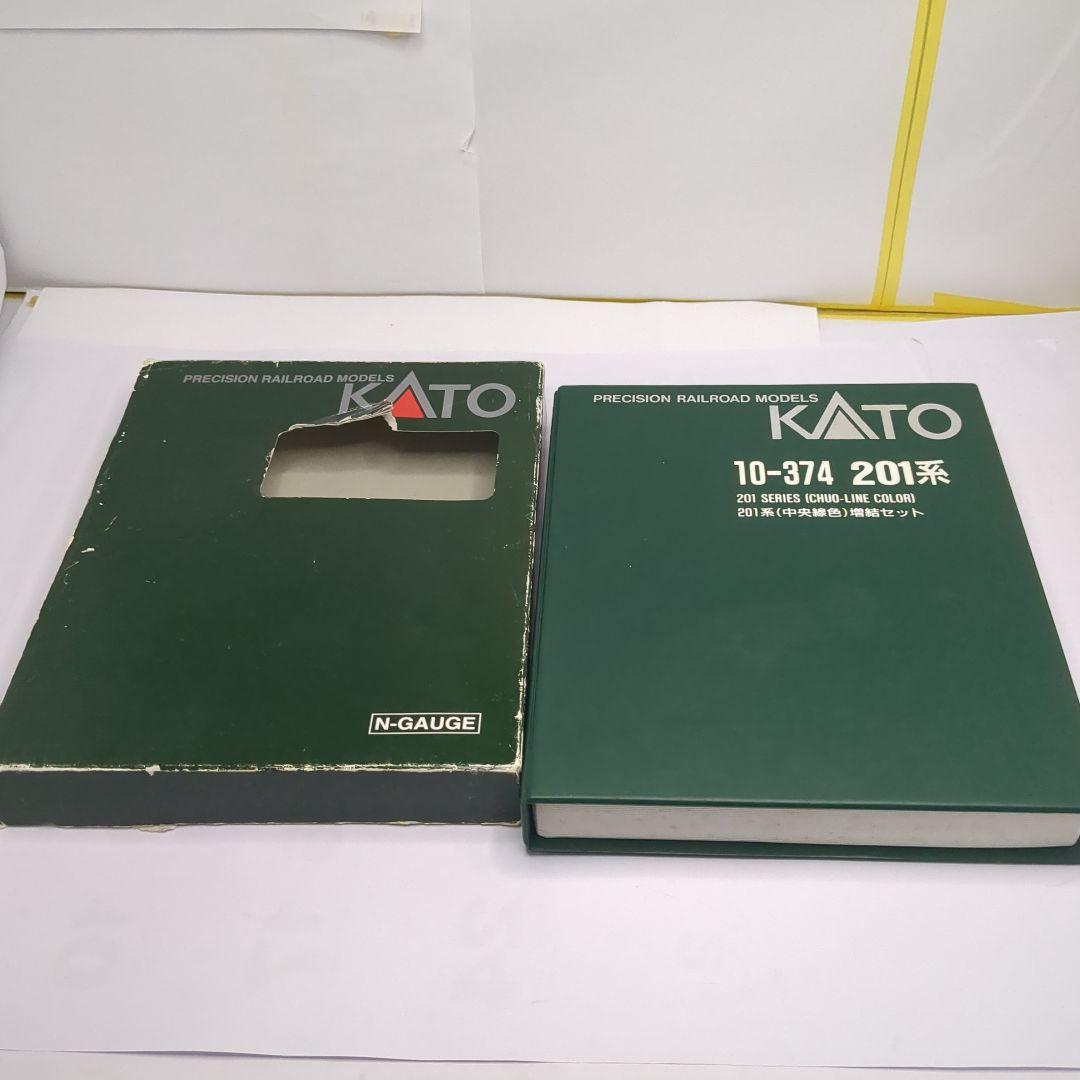 PRECISION RAILROAD MODELS
KATO
N-GAUGE
PRECISION RAILROAD MODELS
KATO
10-374 201系
201 SERIES (CHUO-LINE COLOR)
201系(中央線色)増結セット